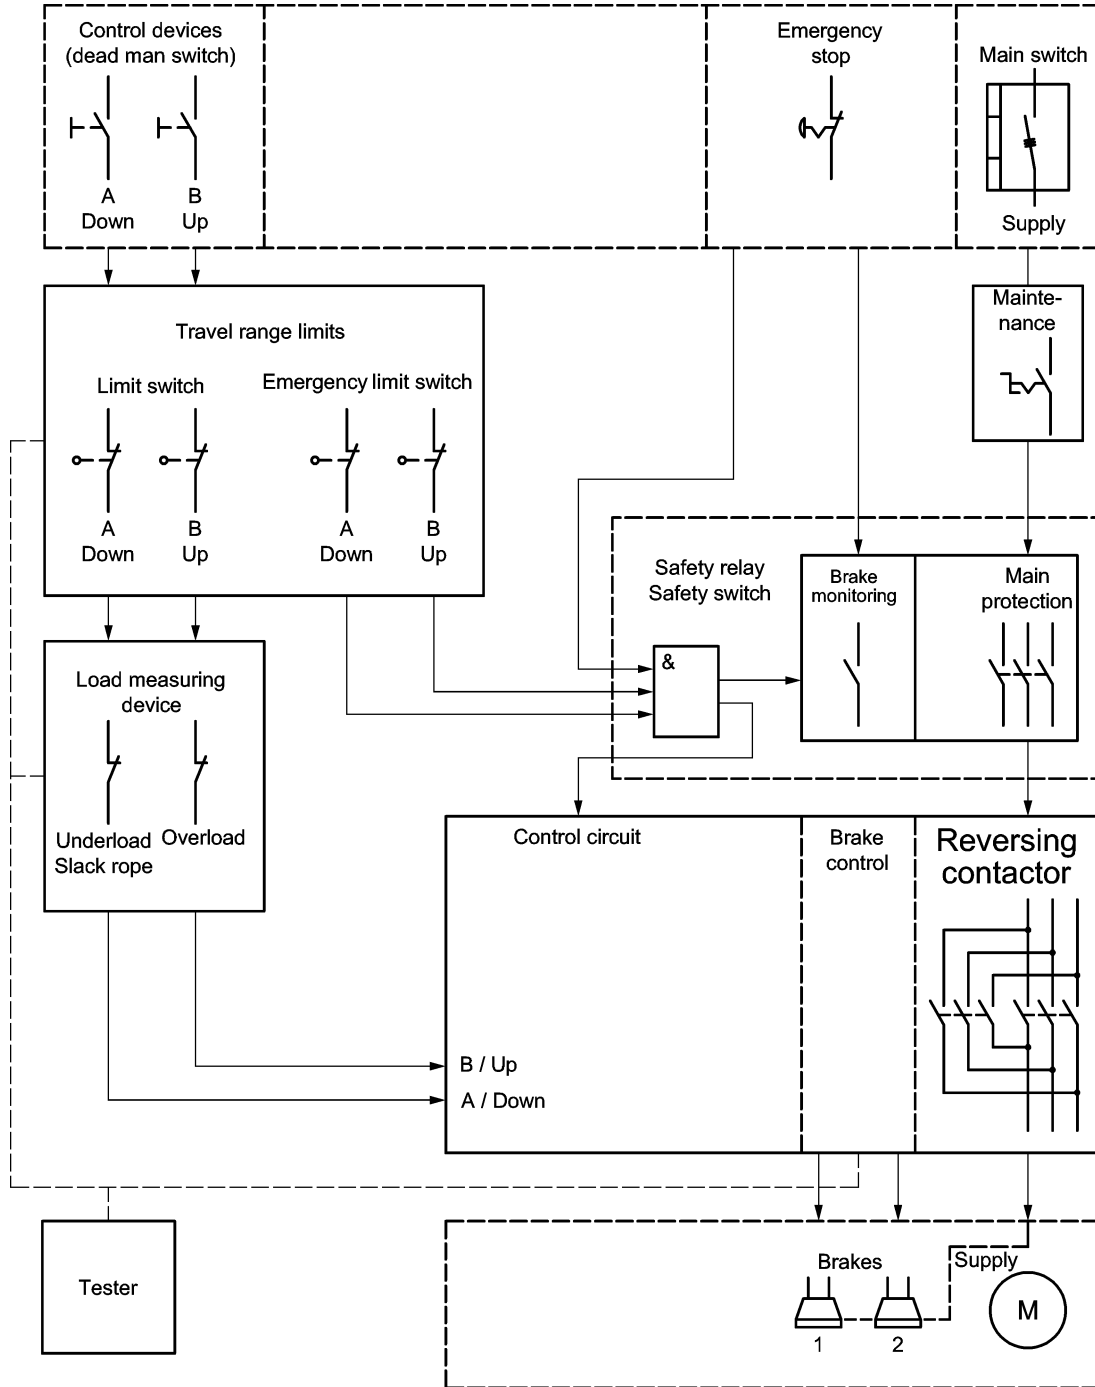 Control devices
(dead man switch)
A
Down
B
Up
Emergency
stop
Main switch
Supply
Travel range limits
Limit switch
Emergency limit switch
A
Down
B
Up
A
Down
B
Up
Mainte-
nance
Safety relay
Safety switch
&
Brake
monitoring
Main
protection
Load measuring
device
Underload
Slack rope
Overload
Control circuit
Brake
control
Reversing
contactor
B / Up
A / Down
Tester
Brakes
1
2
Supply
M